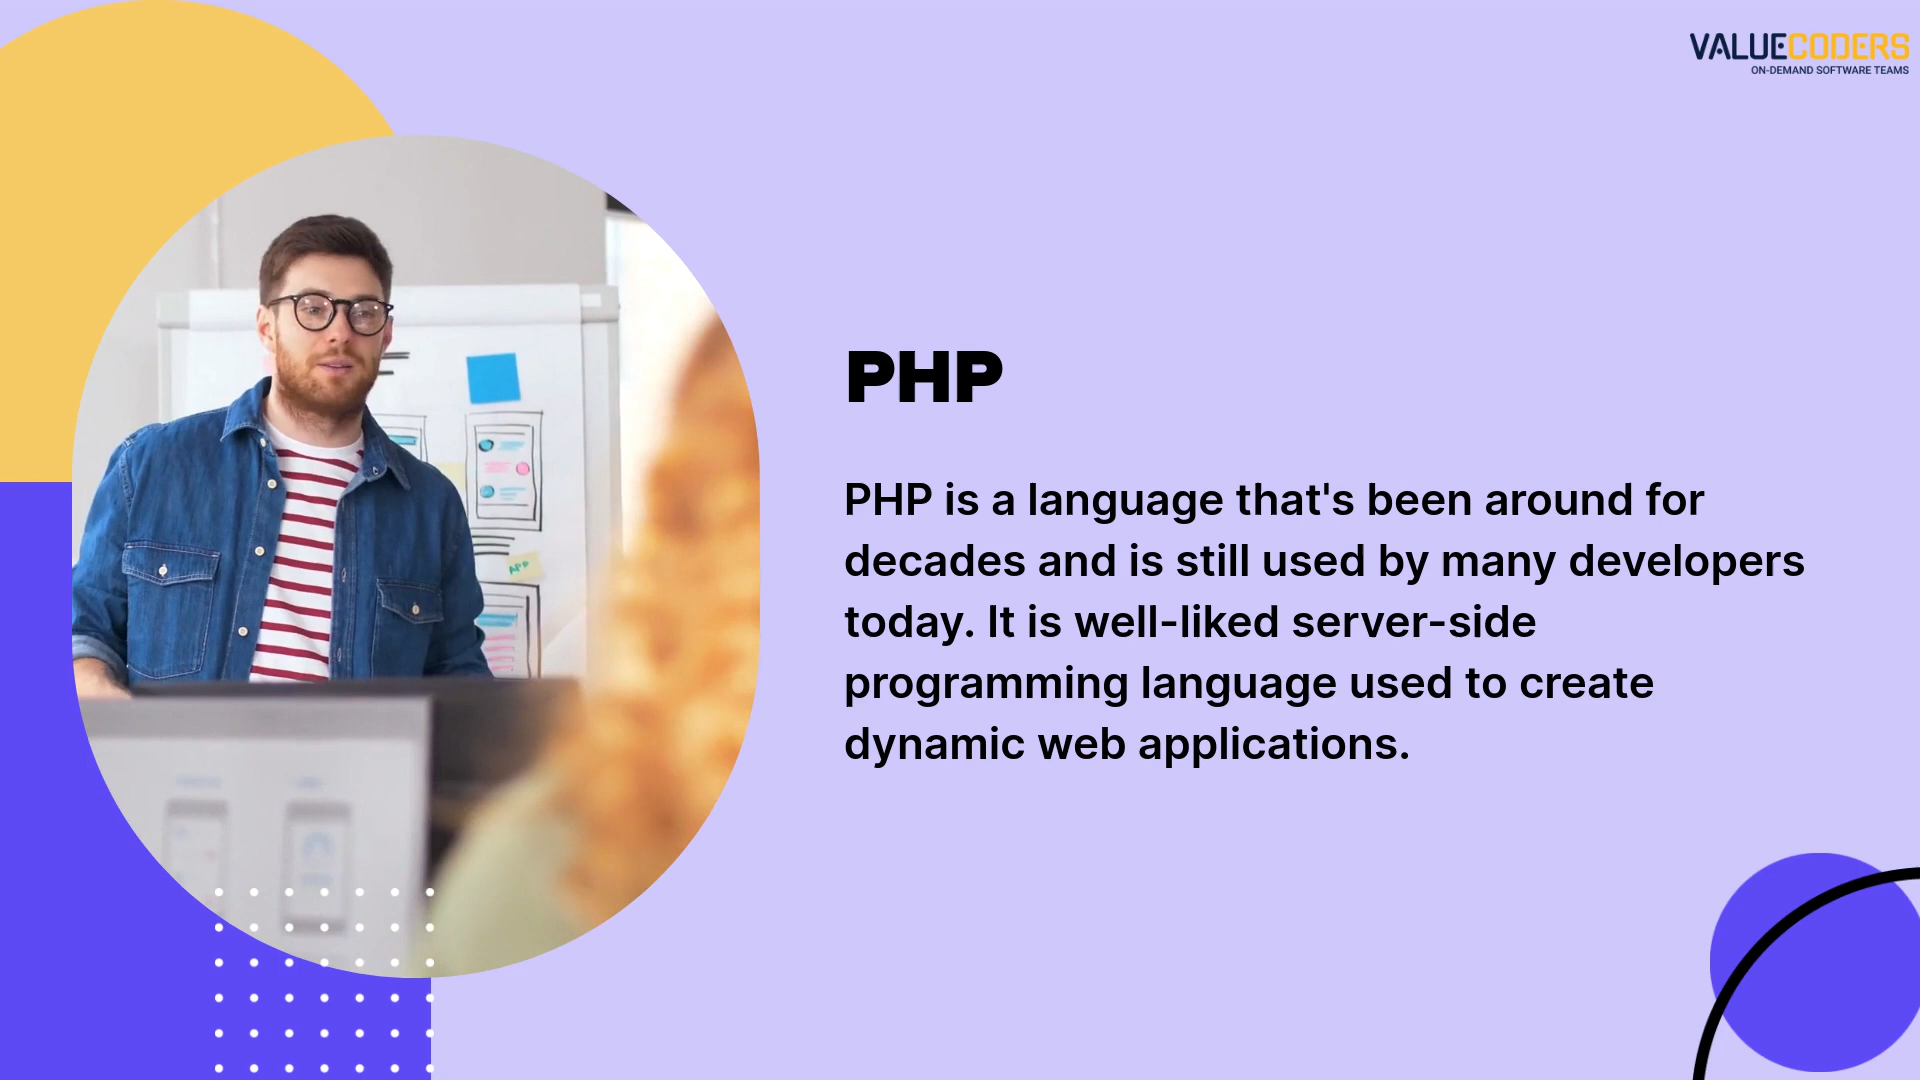 VALUECODERS
ON-DEMAND SOFTWARE TEAMS
PHP
PHP is a language that's been around for
decades and is still used by many developers
today. It is well-liked server-side
programming language used to create
dynamic web applications.
APP